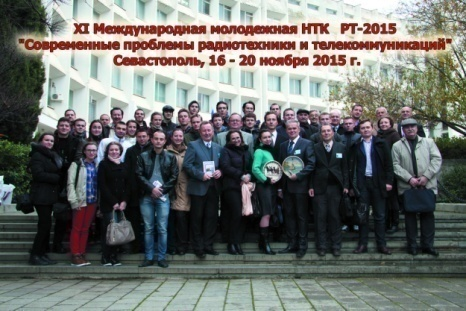 XI Международная молодежная НТК РТ-2015
"Современные проблемы радиотехники и телекоммуникаций"
Севастополь, 16 - 20 ноября 2015 г.